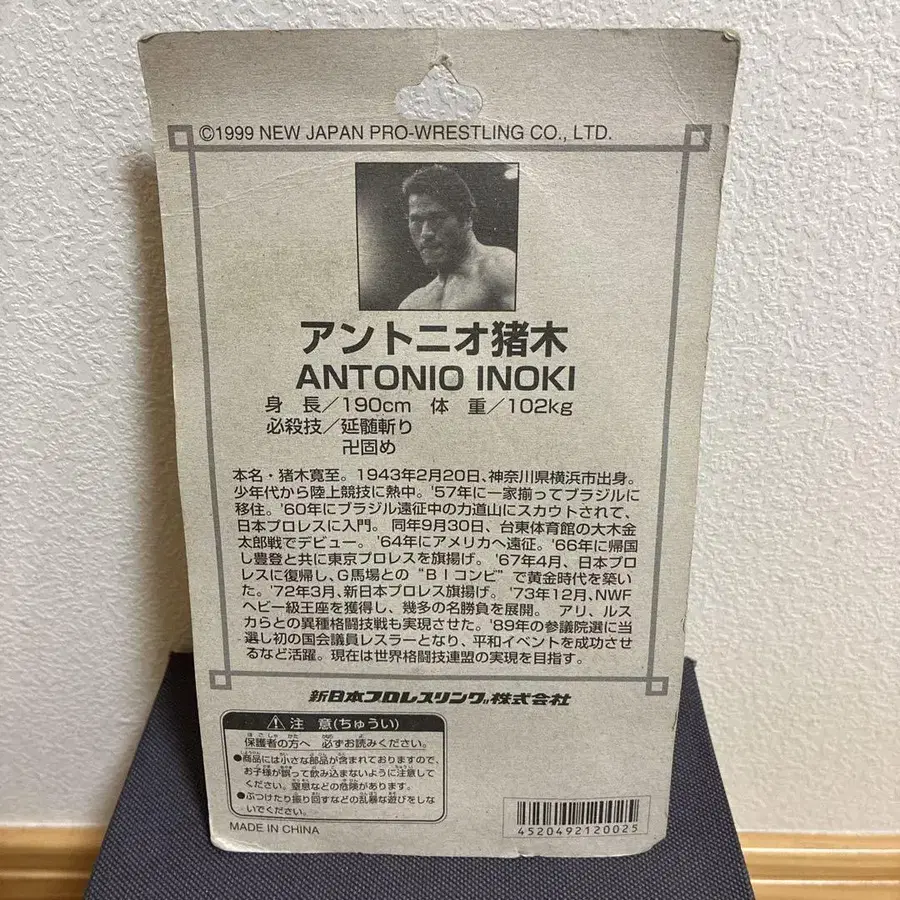 ©1999 NEW JAPAN PRO-WRESTLING CO., LTD.
アントニオ猪木
ANTONIO INOKI
身 長／190cm 体 重／102kg
必殺技／延髄斬り
卍固め
本名・猪木寛至。1943年2月20日、神奈川県横浜市出身。
少年代から陸上競技に熱中。'57年に一家揃ってブラジルに
移住。'60年にブラジル遠征中の力道山にスカウトされて、
日本プロレスに入門。 同年9月30日、台東体育館の大木金
太郎戦でデビュー。'64年にアメリカへ遠征。'66年に帰国
し豊登と共に東京プロレスを旗揚げ。'67年4月、日本プロ
レスに復帰し、G馬場との“BIコンビ”で黄金時代を築い
た。'72年3月、新日本プロレス旗揚げ。'73年12月、NWF
ヘビー級王座を獲得し、幾多の名勝負を展開。 アリ、ルス
カらとの異種格闘技戦も実現させた。'89年の参議院選に当
選し初の国会議員レスラーとなり、平和イベントを成功させ
るなど活躍。現在は世界格闘技連盟の実現を目指す。
新日本プロレスリング株式会社
注 意(ちゅうい)
保護者の方へ 必ずお読みください。
●商品には小さな部品が含まれておりますので、
お子様が誤って飲み込まないように注意して
ください。窒息などの危険があります。
●ぶつけたり振り回すなどの乱暴な遊びをしな
いでください。
MADE IN CHINA
4520492120025